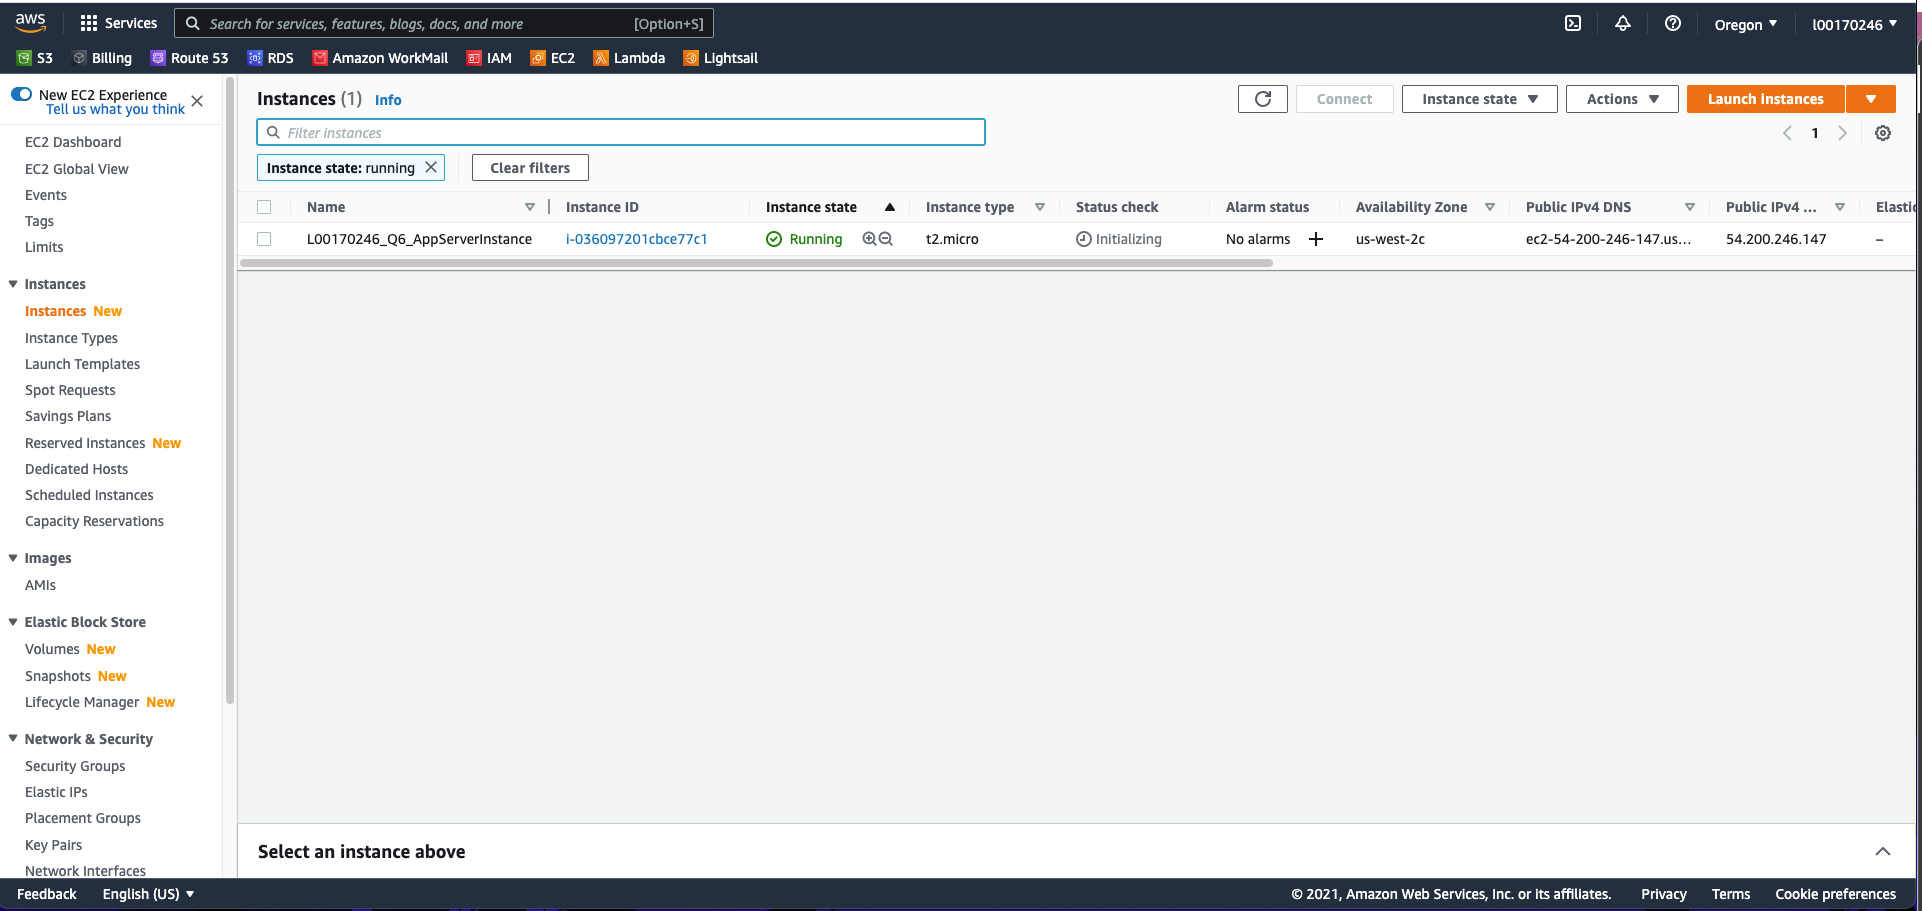 aws Services Search for services, features, blogs, docs, and more [Option+S] Oregon l00170246
S3 Billing Route 53 RDS Amazon WorkMail IAM EC2 Lambda Lightsail
New EC2 Experience
Tell us what you think
EC2 Dashboard
EC2 Global View
Events
Tags
Limits
Instances
Instances New
Instance Types
Launch Templates
Spot Requests
Savings Plans
Reserved Instances New
Dedicated Hosts
Scheduled Instances
Capacity Reservations
Images
AMIs
Elastic Block Store
Volumes New
Snapshots New
Lifecycle Manager New
Network & Security
Security Groups
Elastic IPs
Placement Groups
Key Pairs
Network Interfaces
Instances (1) Info Connect Instance state Actions Launch instances
Filter instances 1
Instance state: running Clear filters
Name Instance ID Instance state Instance type Status check Alarm status Availability Zone Public IPv4 DNS Public IPv4 ... Elastic
L00170246_Q6_AppServerInstance i-036097201cbce77c1 Running t2.micro Initializing No alarms + us-west-2c ec2-54-200-246-147.us... 54.200.246.147 –
Select an instance above
Feedback English (US) © 2021, Amazon Web Services, Inc. or its affiliates. Privacy Terms Cookie preferences